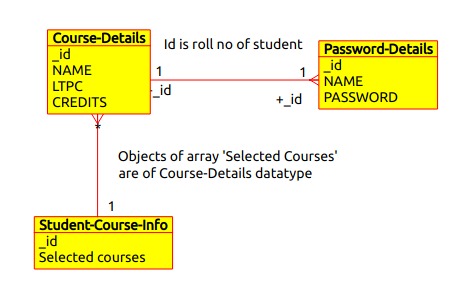 Course-Details
_id
NAME
LTPC
CREDITS
Id is roll no of student
1
1
-_id
+_id
Password-Details
_id
NAME
PASSWORD
*
Objects of array 'Selected Courses'
are of Course-Details datatype
1
Student-Course-Info
_id
Selected courses